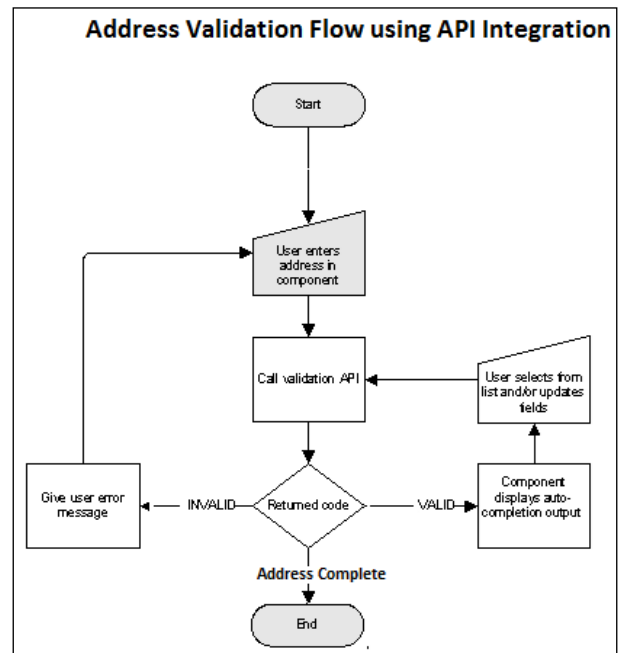 Address Validation Flow using API Integration
Start
User enters
address in
component
Call validation API
User selects from
list and/or updates
fields
Give user error
message
INVALID
Returned code
VALID
Component
displays auto-
completion output
Address Complete
End